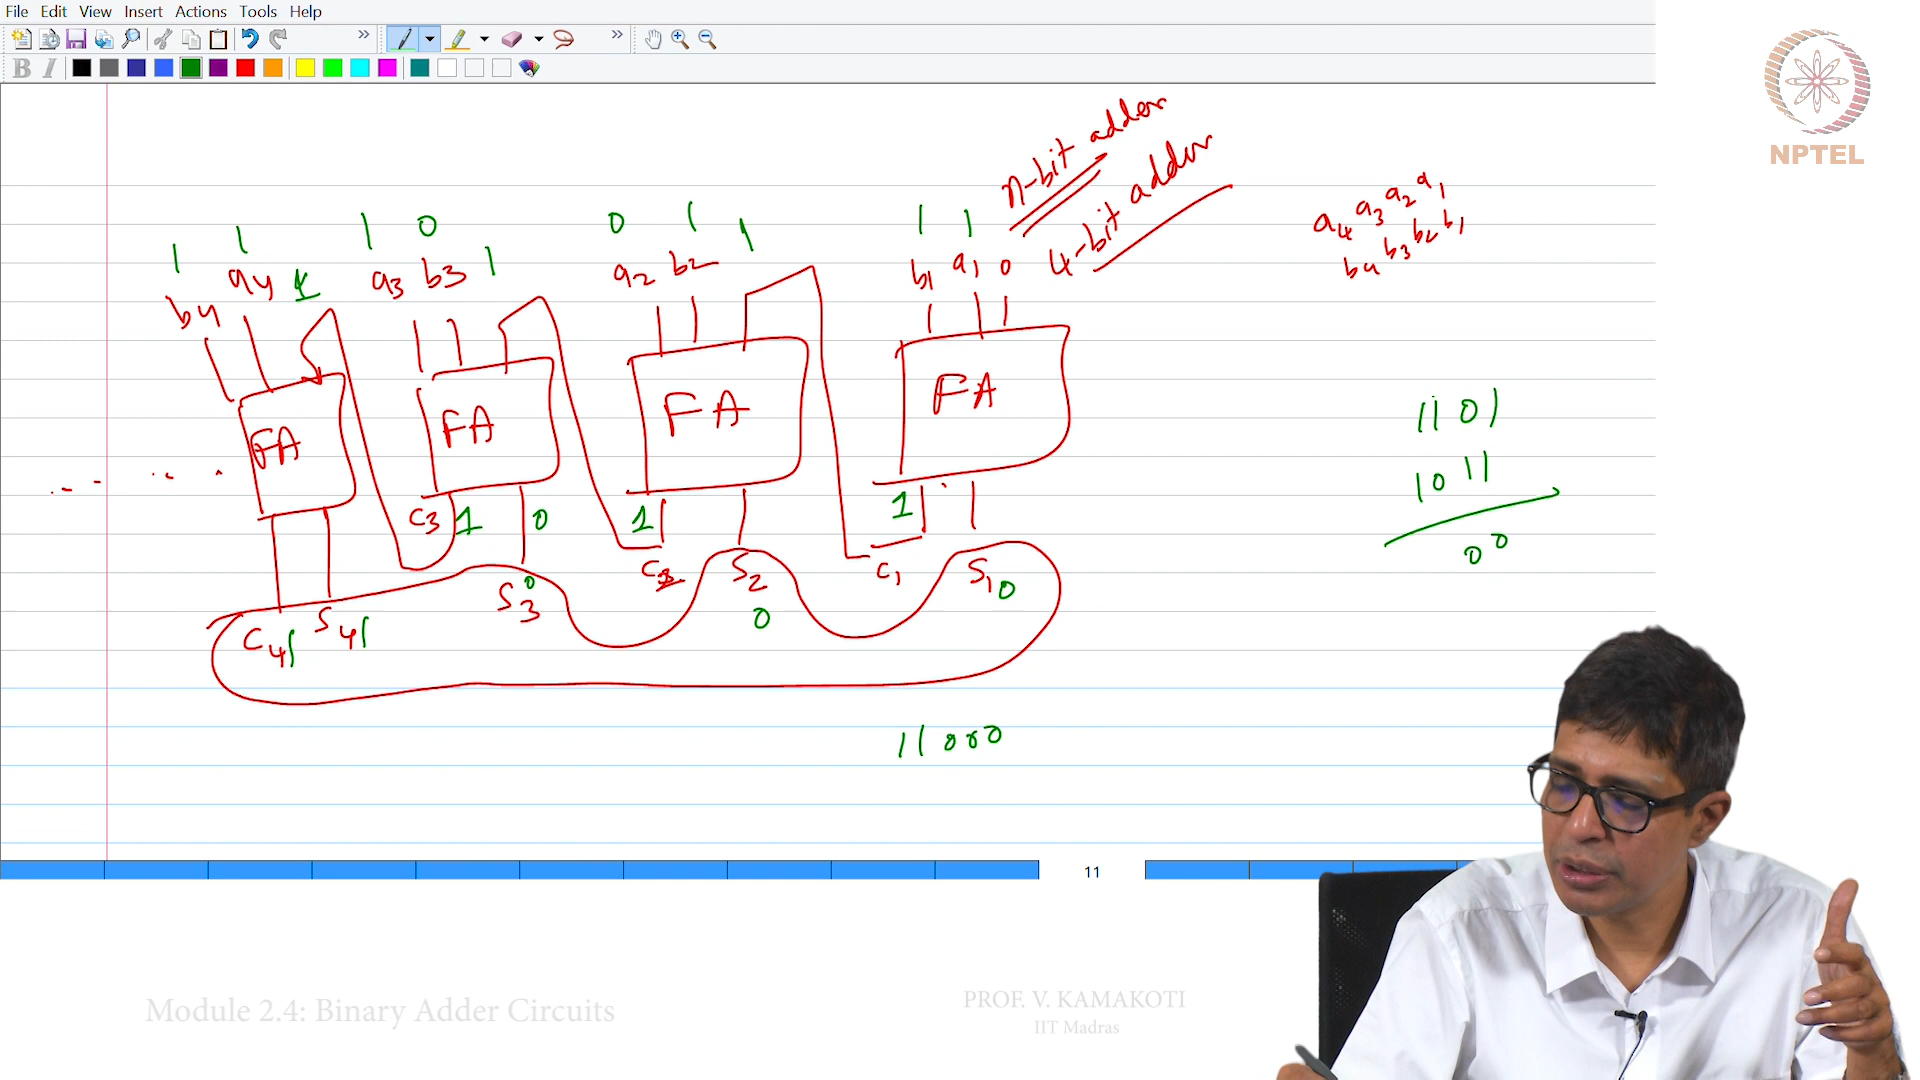 File Edit View Insert Actions Tools Help
B I
NPTEL
n-bit adder
4-bit adder
a4 a3 a2 a1
b4 b3 b2 b1
1 1 1 0 1 0 1 1 1 1
b4 a4 1 a3 b3 a2 b2 b1 a1 0
FA FA FA FA
1101
1011
00
c3 1 0 1 1
c4 1 s4 1 s3 0 c2 s2 0 c1 s1 0
11000
11
Module 2.4: Binary Adder Circuits
PROF. V. KAMAKOTI
IIT Madras